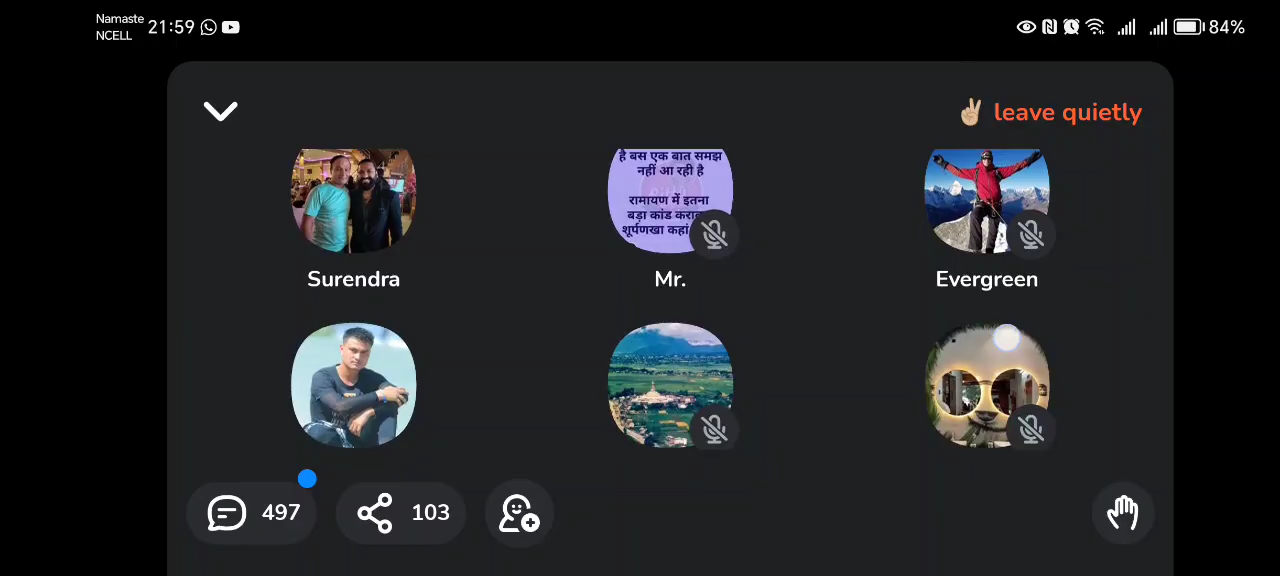 Namaste
NCELL
21:59
84%
✌🏼 leave quietly
है बस एक बात समझ
नहीं आ रही है
रामायण में इतना
बड़ा कांड
शूर्पणखा कहां
Surendra
Mr.
Evergreen
497
103